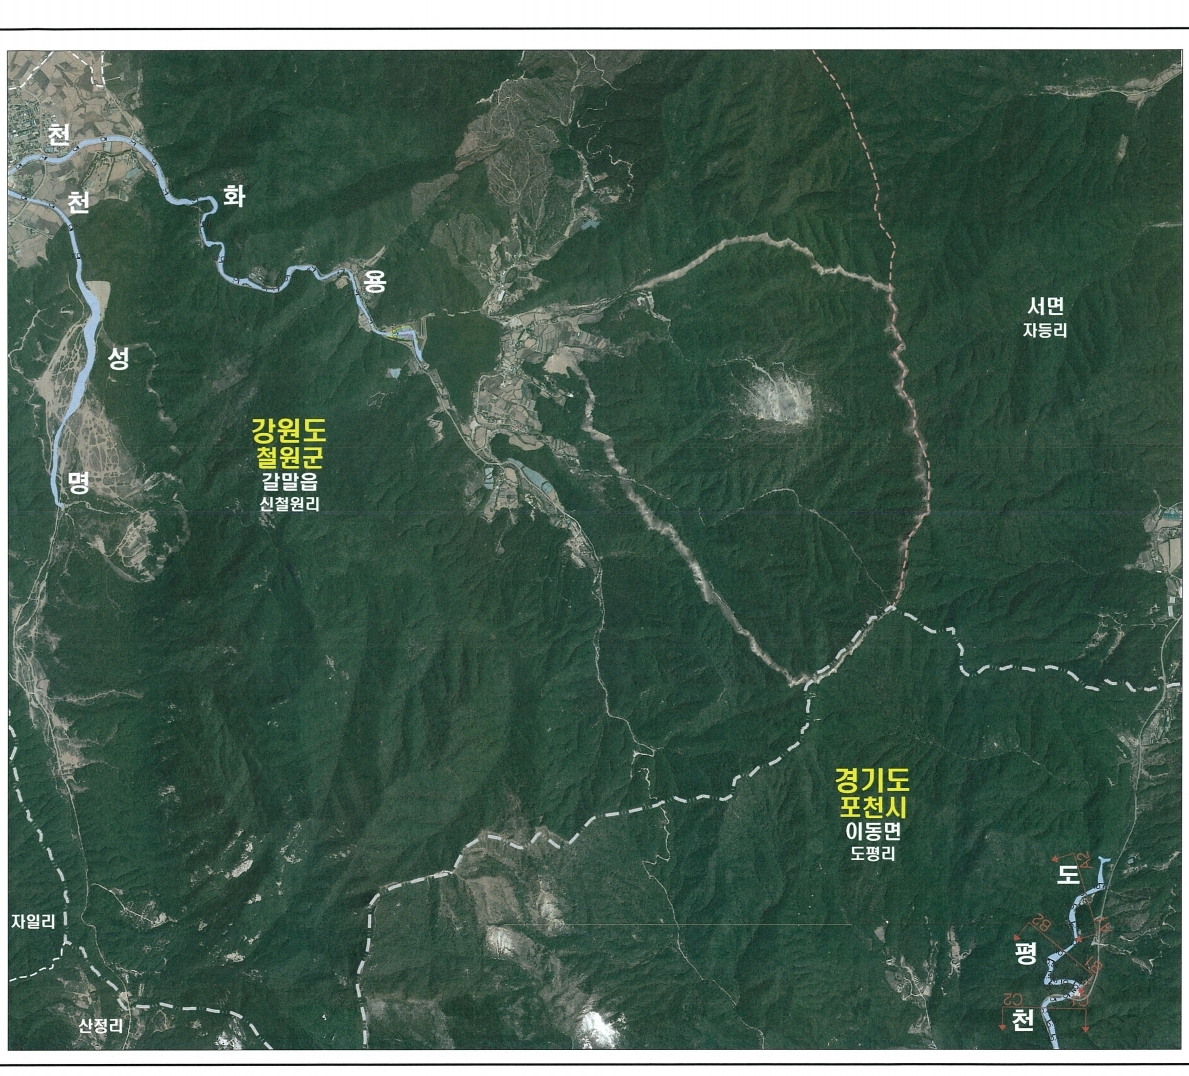 천
천
화
용
성
명
서면
자등리
강원도
철원군
갈말읍
신철원리
경기도
포천시
이동면
도평리
도
평
천
자일리
산정리
C2